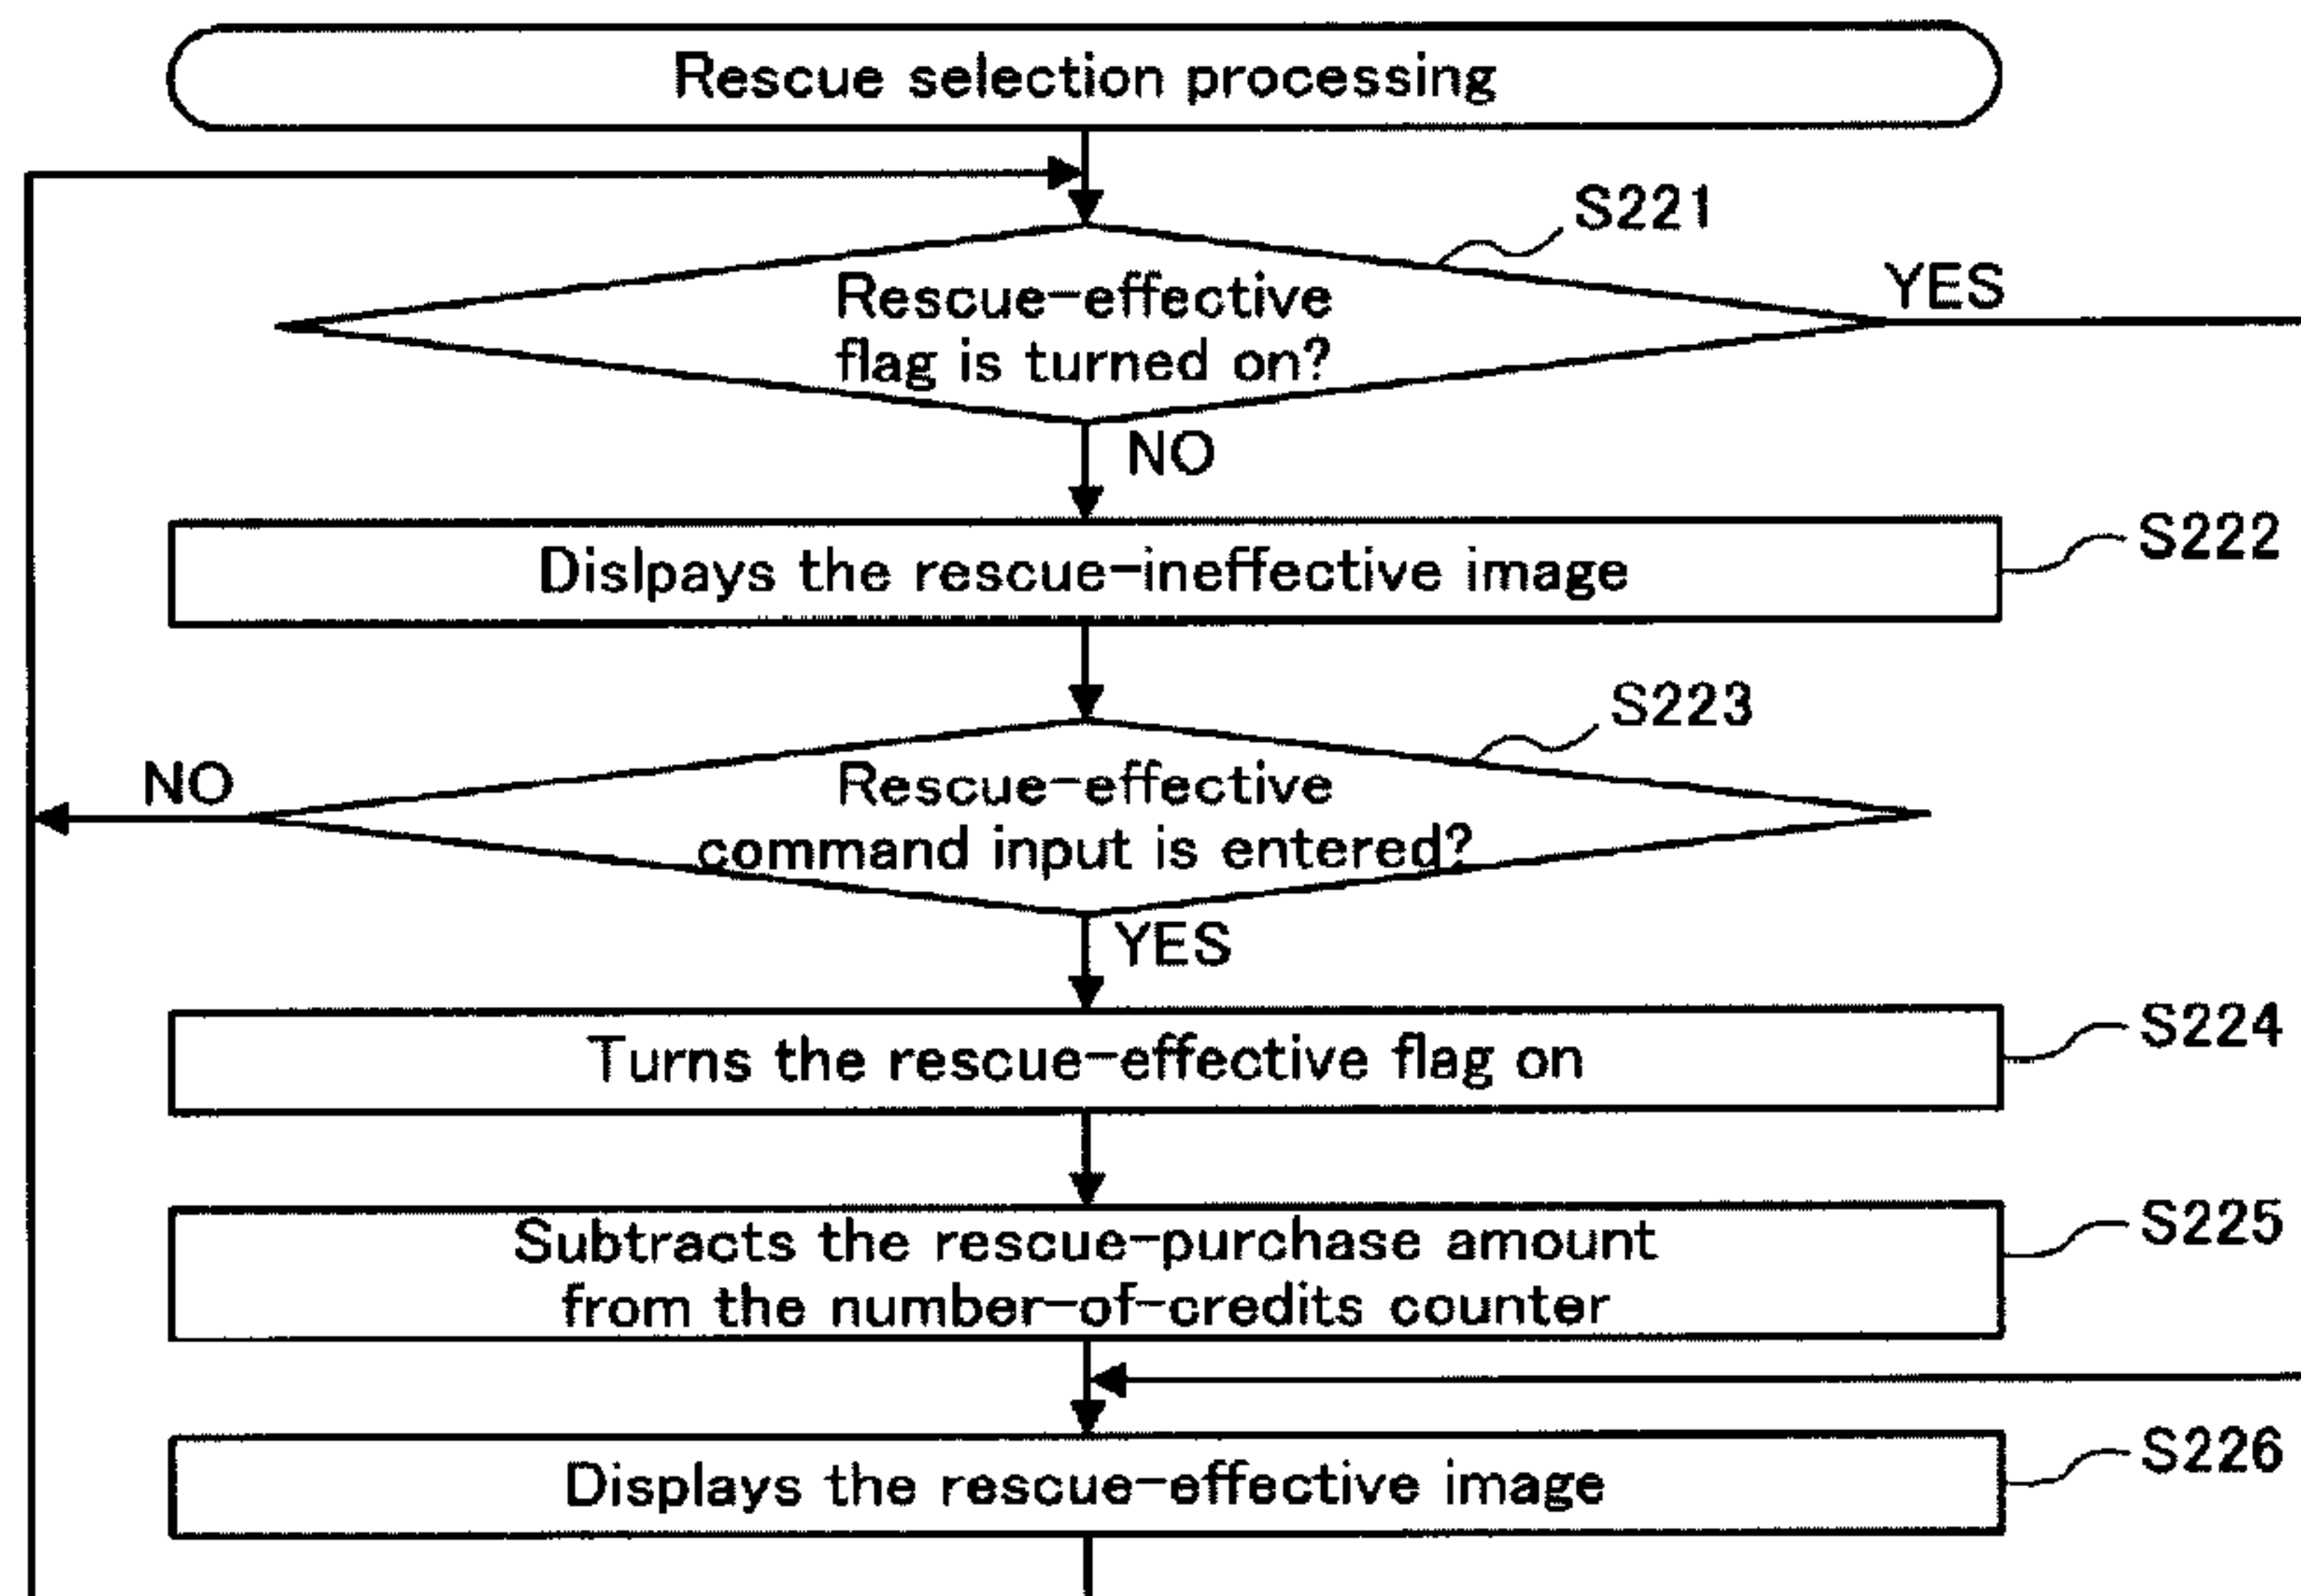 Rescue selection processing
S221
YES
Rescue-effective
flag is turned on?
NO
Dislpays the rescue-ineffective image
S222
S223
NO
Rescue-effective
command input is entered?
YES
Turns the rescue-effective flag on
S224
Subtracts the rescue-purchase amount
from the number-of-credits counter
S225
Displays the rescue-effective image
S226